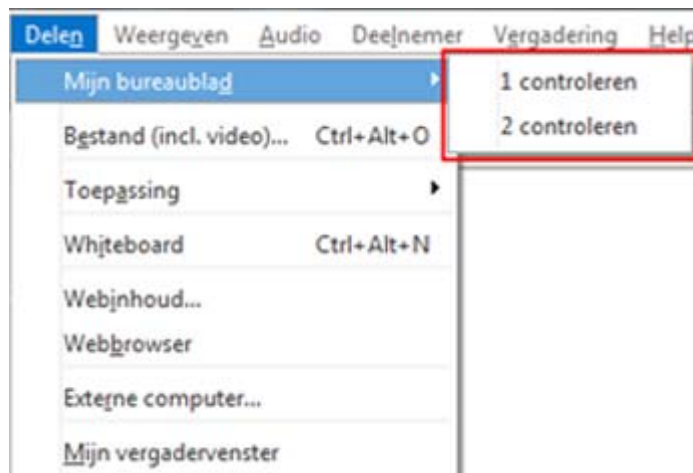 Delen Weergeven Audio Deelnemer Vergadering Help
Mijn bureaublad
1 controleren
2 controleren
Bestand (incl. video)... Ctrl+Alt+O
Toepassing
Whiteboard Ctrl+Alt+N
Webinhoud...
Webbrowser
Externe computer...
Mijn vergadervenster